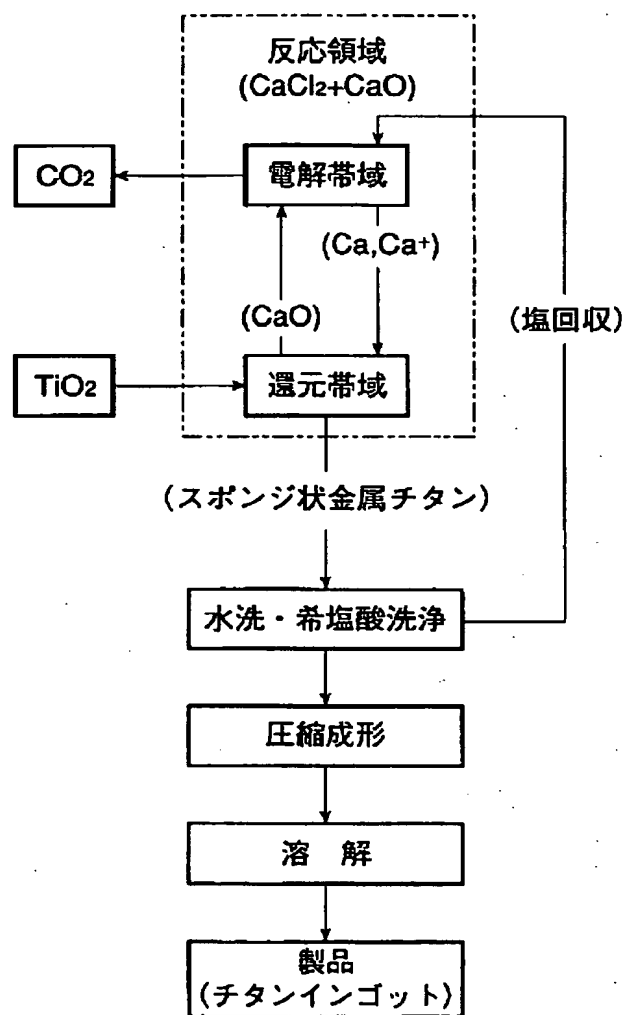 反応領域
(CaCl₂+CaO)
CO₂
電解帯域
(Ca,Ca⁺)
(CaO)
(塩回収)
TiO₂
還元帯域
(スポンジ状金属チタン)
水洗・希塩酸洗浄
圧縮成形
溶 解
製品
(チタンインゴット)